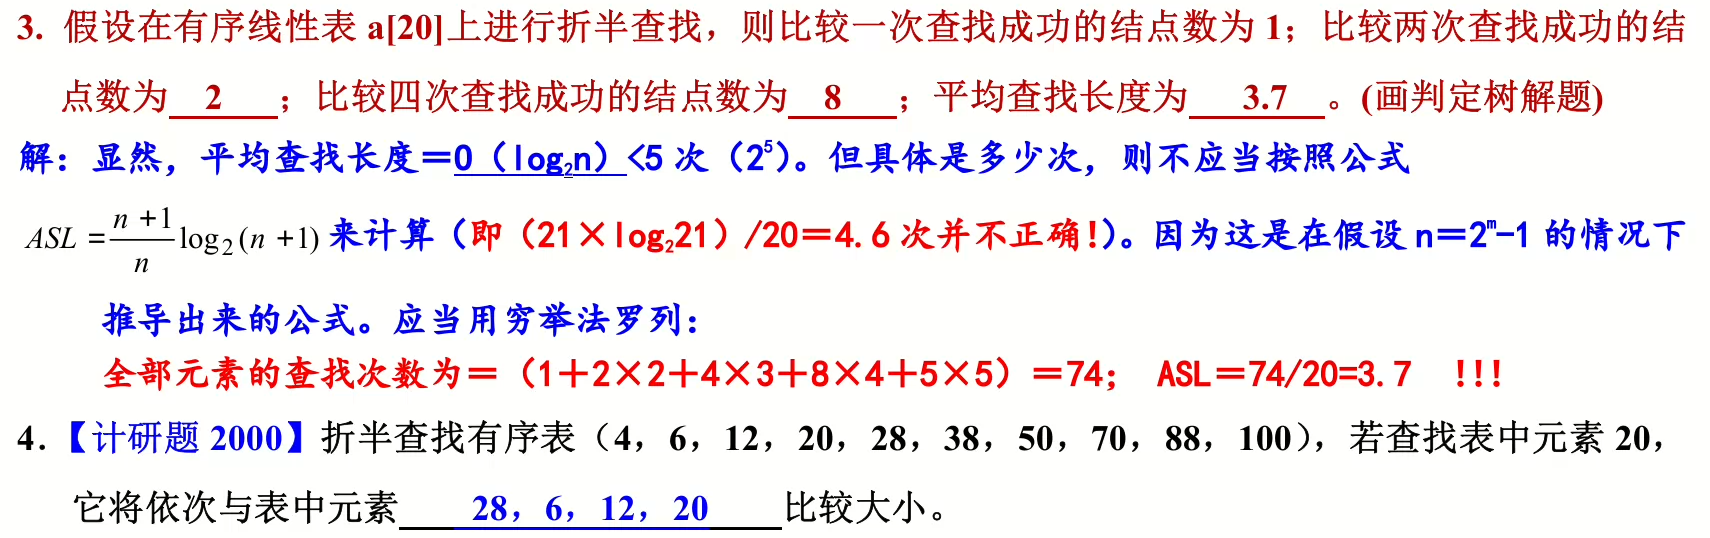 3. 假设在有序线性表 a[20]上进行折半查找，则比较一次查找成功的结点数为 1；比较两次查找成功的结
点数为 2 ；比较四次查找成功的结点数为 8 ；平均查找长度为 3.7 。(画判定树解题)
解：显然，平均查找长度＝O（log₂n）<5 次（2⁵）。但具体是多少次，则不应当按照公式
ASL = \frac{n+1}{n} log₂(n+1) 来计算（即（21×log₂21）/20＝4.6 次并不正确!）。因为这是在假设 n＝2ᵐ-1 的情况下
推导出来的公式。应当用穷举法罗列：
全部元素的查找次数为＝（1＋2×2＋4×3＋8×4＋5×5）＝74； ASL＝74/20=3.7 !!!
4.【计研题 2000】折半查找有序表（4，6，12，20，28，38，50，70，88，100），若查找表中元素 20，
它将依次与表中元素 28，6，12，20 比较大小。